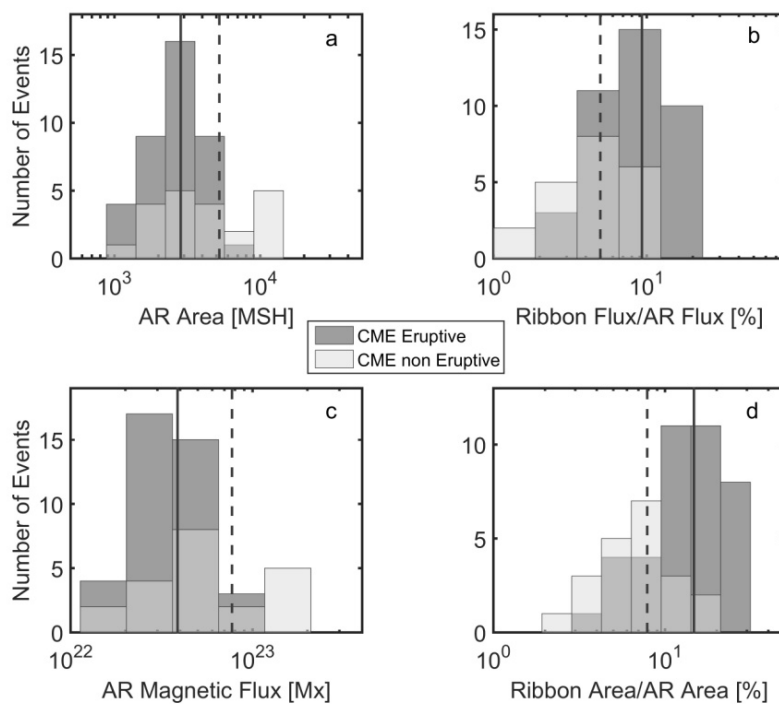 a
15
10
5
0
Number of Events
10³ 10⁴
AR Area [MSH]
b
15
10
5
0
10⁰ 10¹
Ribbon Flux/AR Flux [%]
CME Eruptive
CME non Eruptive
c
15
10
5
0
Number of Events
10²² 10²³
AR Magnetic Flux [Mx]
d
10
5
0
10⁰ 10¹
Ribbon Area/AR Area [%]